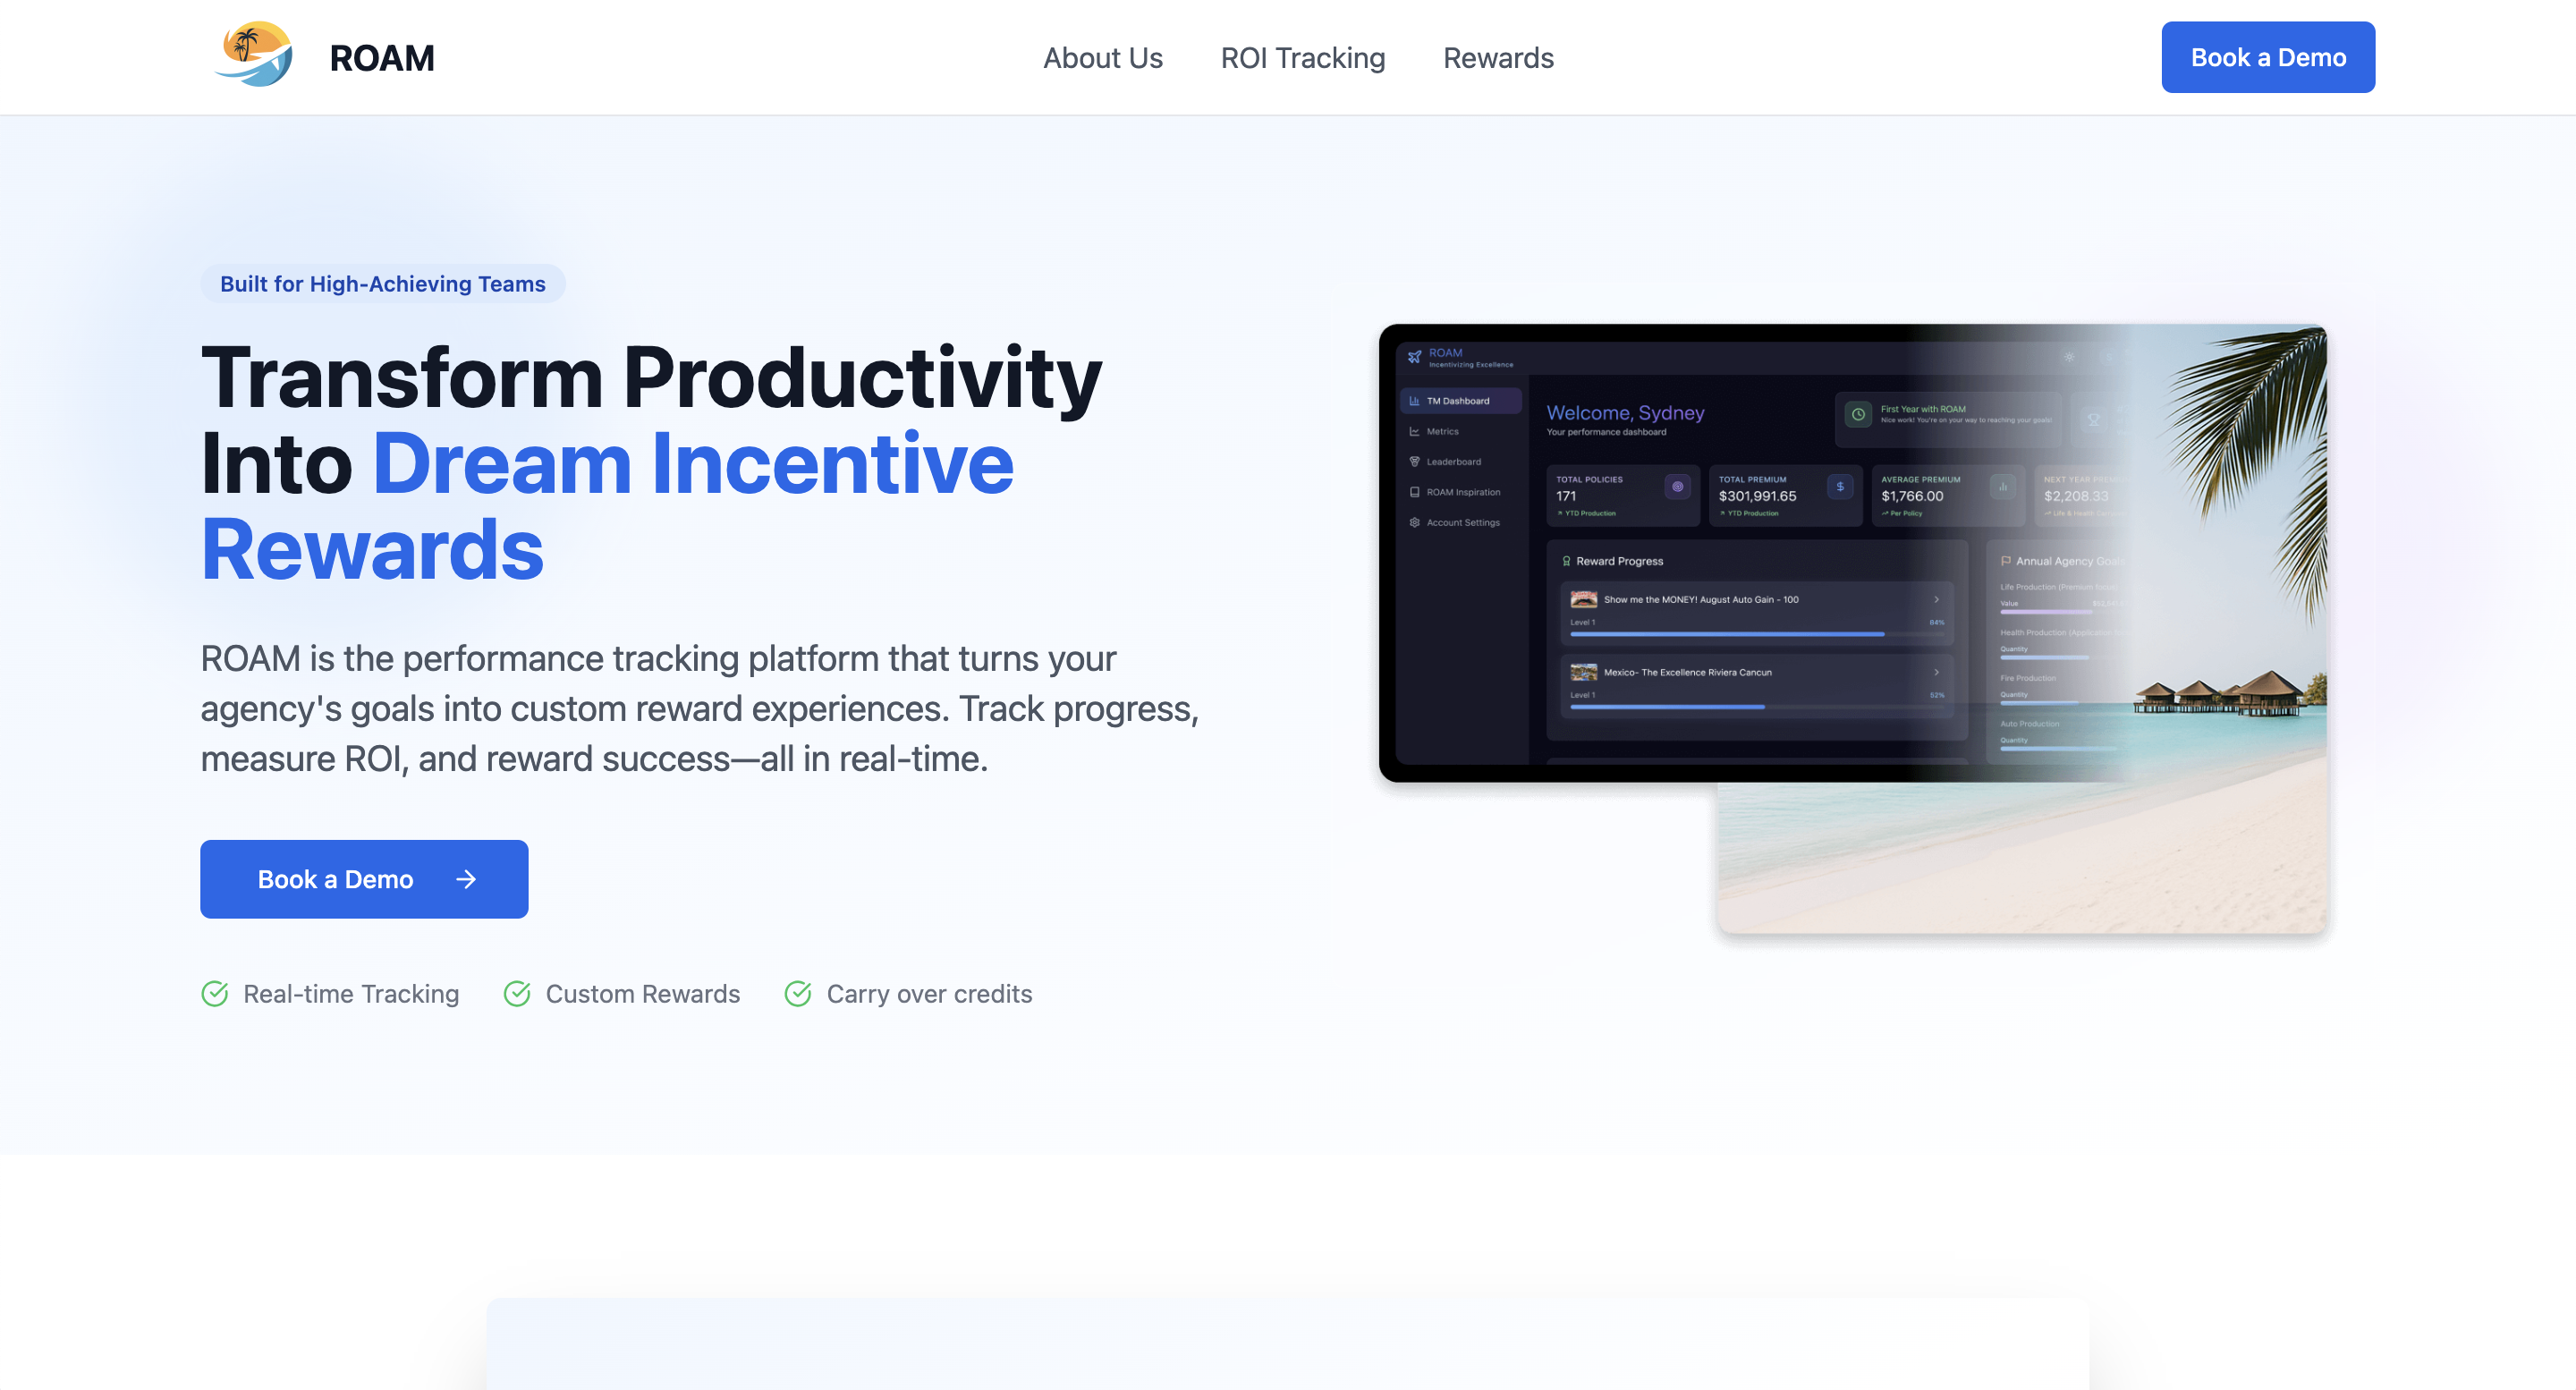 ROAM
About Us
ROI Tracking
Rewards
Book a Demo
Built for High-Achieving Teams
Transform Productivity
Into Dream Incentive
Rewards
ROAM is the performance tracking platform that turns your
agency's goals into custom reward experiences. Track progress,
measure ROI, and reward success—all in real-time.
Book a Demo
Real-time Tracking
Custom Rewards
Carry over credits
ROAM
Incentivizing Excellence
TM Dashboard
Metrics
Leaderboard
ROAM Inspiration
Account Settings
Welcome, Sydney
Your performance dashboard
First Year with ROAM
Nice work! You're on your way to reaching your goals!
TOTAL POLICIES
171
YTD Production
TOTAL PREMIUM
$301,991.65
YTD Production
AVERAGE PREMIUM
$1,766.00
Per Policy
NEXT YEAR
$2,208.33
Life & Health
Reward Progress
Show me the MONEY! August Auto Gain - 100
Level 1
84%
Mexico- The Excellence Riviera Cancun
Level 1
52%
Annual Agency
Life Production (Premium
Value
Health Production (Application
Quantity
Fire Production
Quantity
Auto Production
Quantity